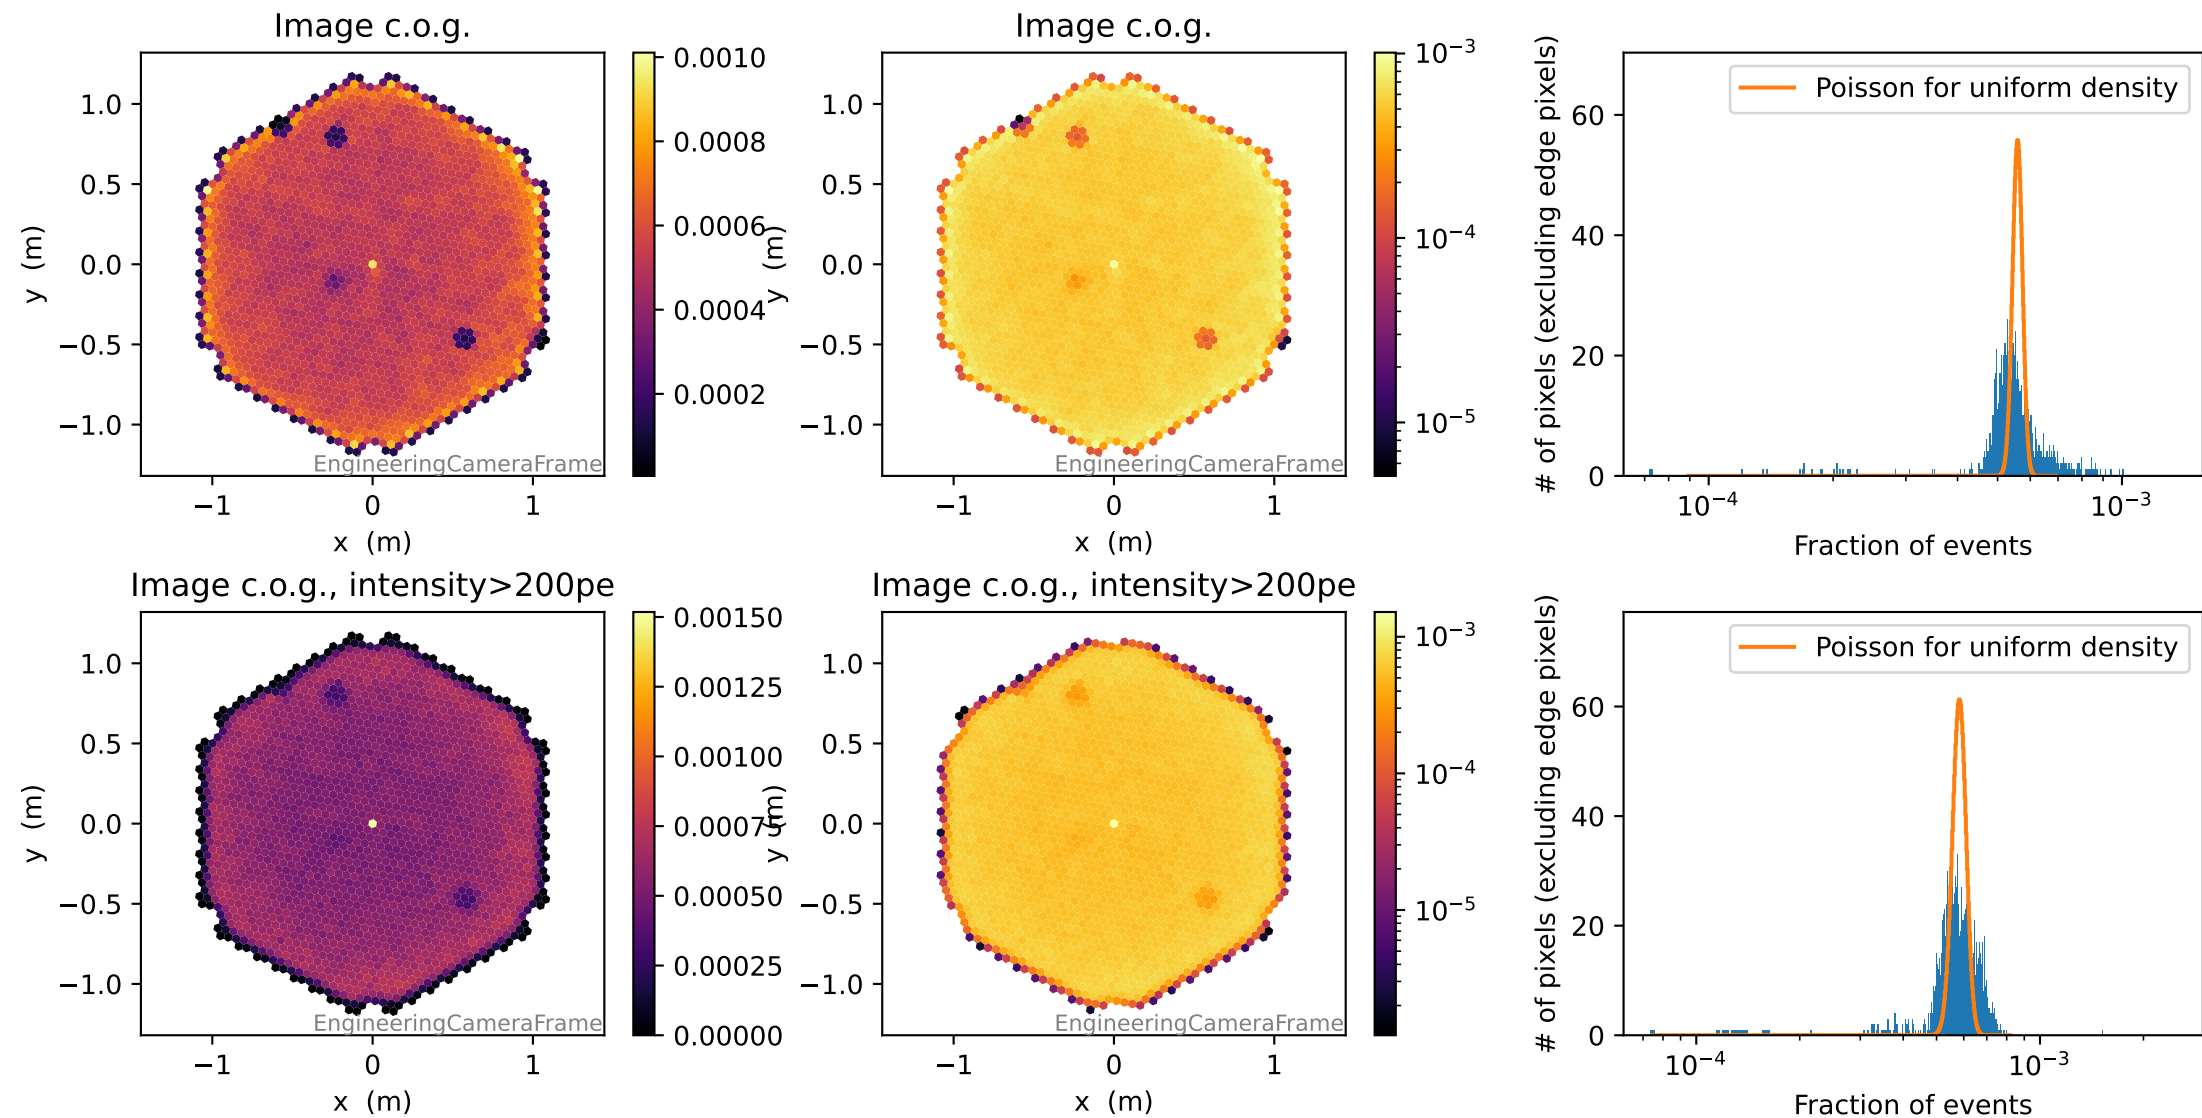 Image c.o.g.
1.0
0.5
0.0
−0.5
−1.0
y (m)
−1
0
1
x (m)
EngineeringCameraFrame
0.0010
0.0008
0.0006
0.0004
0.0002
Image c.o.g.
1.0
0.5
0.0
−0.5
−1.0
y (m)
−1
0
1
x (m)
EngineeringCameraFrame
10⁻³
10⁻⁴
10⁻⁵
# of pixels (excluding edge pixels)
60
40
20
0
Poisson for uniform density
10⁻⁴
10⁻³
Fraction of events
Image c.o.g., intensity>200pe
1.0
0.5
0.0
−0.5
−1.0
y (m)
−1
0
1
x (m)
EngineeringCameraFrame
0.00150
0.00125
0.00100
0.00050
0.00025
0.00000
Image c.o.g., intensity>200pe
1.0
0.5
0.0
−0.5
−1.0
y (m)
−1
0
1
x (m)
EngineeringCameraFrame
10⁻³
10⁻⁴
10⁻⁵
# of pixels (excluding edge pixels)
60
40
20
0
Poisson for uniform density
10⁻⁴
10⁻³
Fraction of events